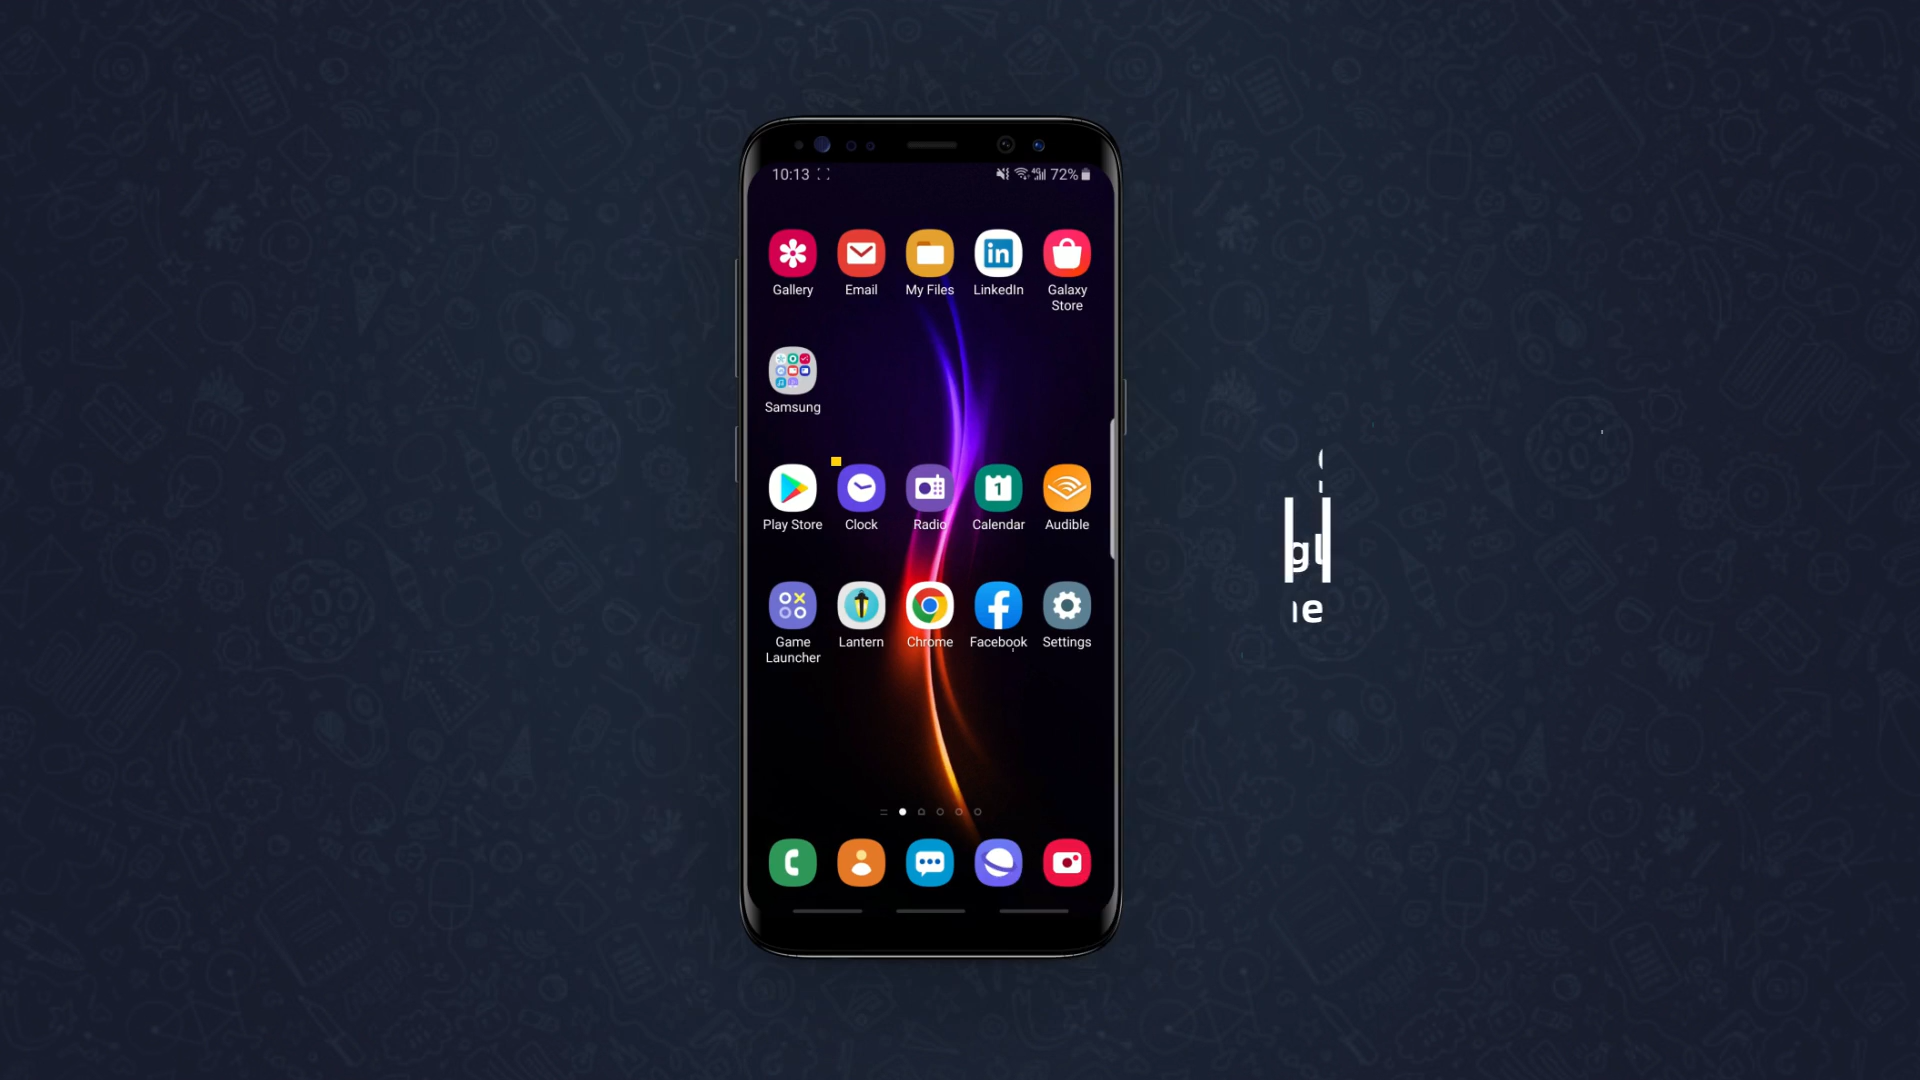 10:13 4G 72%
Gallery Email My Files LinkedIn Galaxy
Store
Samsung
Play Store Clock Radio Calendar Audible
Game Launcher Lantern Chrome Facebook Settings